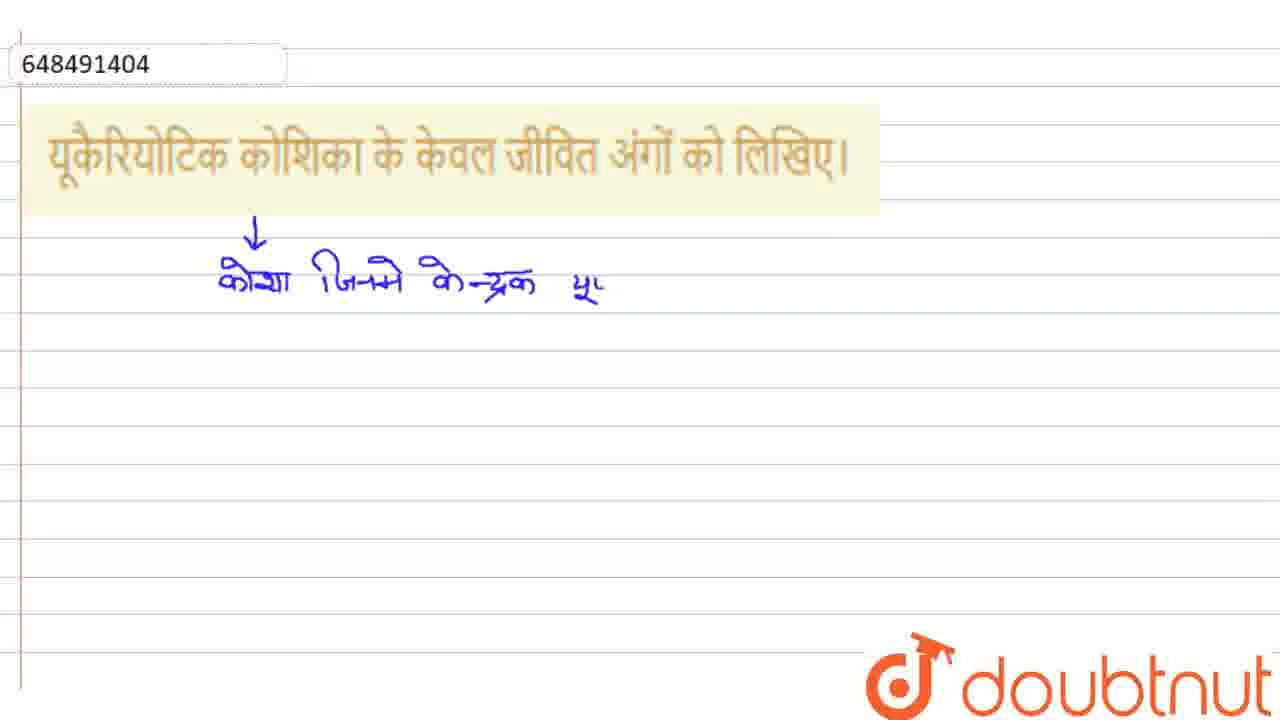 648491404
यूकैरियोटिक कोशिका के केवल जीवित अंगों को लिखिए।
जिनमे केन्द्रक
doubtnut